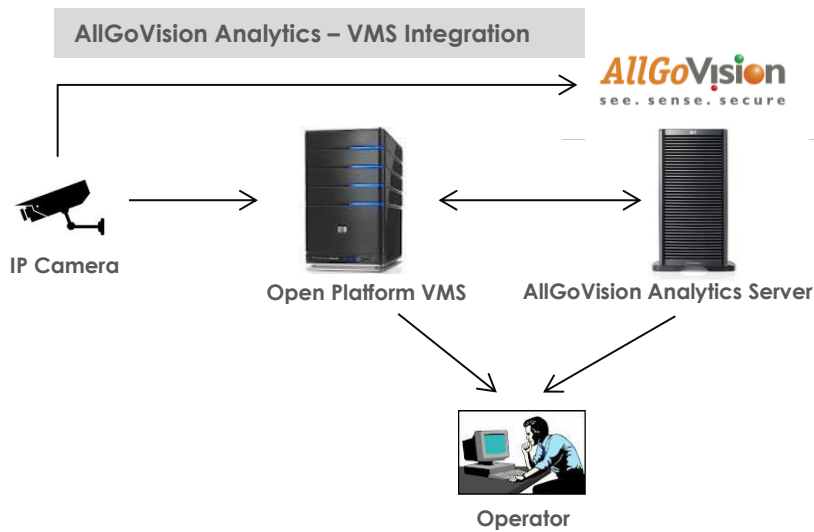 AllGoVision Analytics – VMS Integration
AllGoVision
see. sense. secure
IP Camera
Open Platform VMS
AllGoVision Analytics Server
Operator